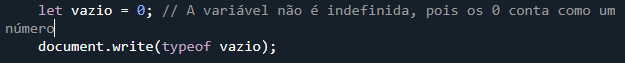 let vazio = 0; // A variável não é indefinida, pois os 0 conta como um
número
document.write(typeof vazio);